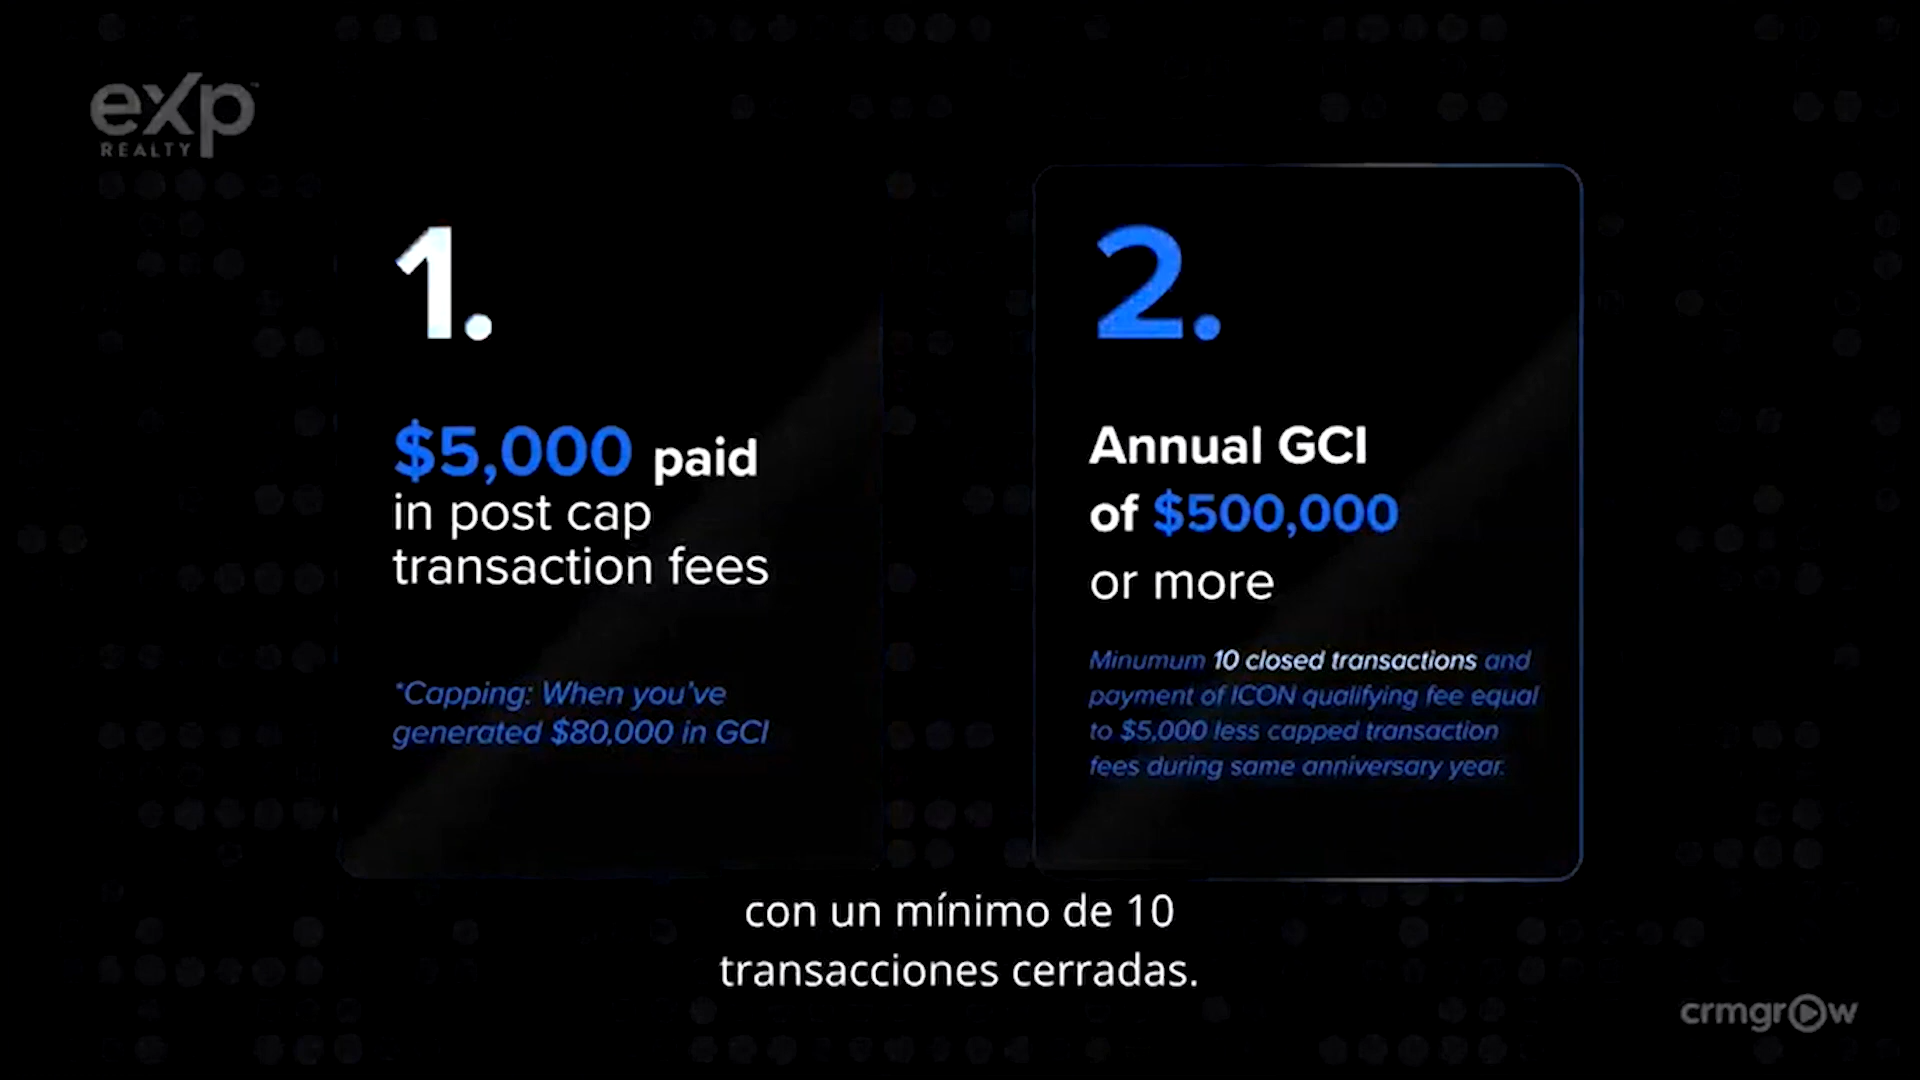 eXp
REALTY
1.
$5,000 paid
in post cap
transaction fees
*Capping: When you've
generated $80,000 in GCI
2.
Annual GCI
of $500,000
or more
Minumum 10 closed transactions and
payment of ICON qualifying fee equal
to $5,000 less capped transaction
fees during same anniversary year.
con un mínimo de 10
transacciones cerradas.
crmgrow